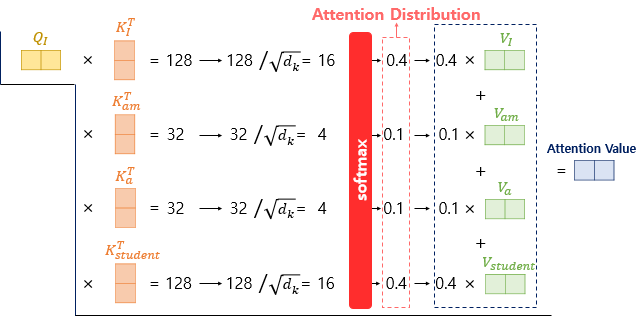 Attention Distribution
Q_I × K_I^T = 128 → 128 /√d_k = 16 → 0.4 → 0.4 × V_I
+
× K_am^T = 32 → 32 /√d_k = 4 → 0.1 → 0.1 × V_am
+
× K_a^T = 32 → 32 /√d_k = 4 → 0.1 → 0.1 × V_a
+
× K_student^T = 128 → 128 /√d_k = 16 → 0.4 → 0.4 × V_student
softmax
Attention Value
=